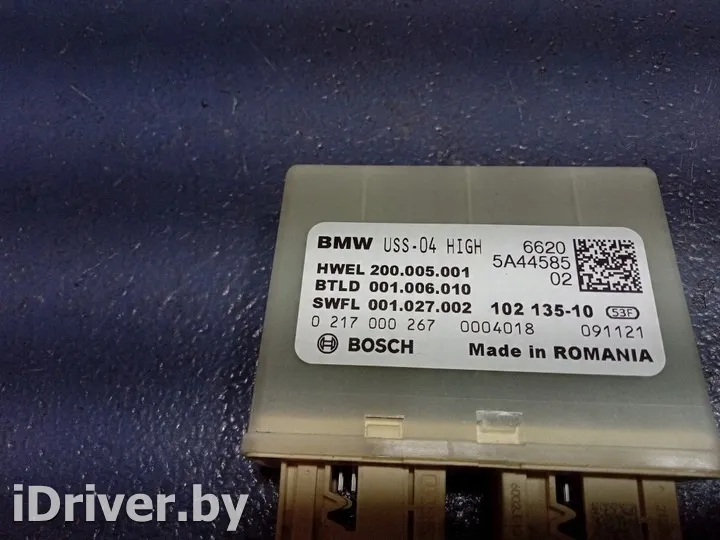 BMW USS-04 HIGH 6620
5A44585
02
HWEL 200.005.001
BTLD 001.006.010
SWFL 001.027.002 102 135-10 53F
0 217 000 267 0004018 091121
BOSCH Made in ROMANIA
iDriver.by